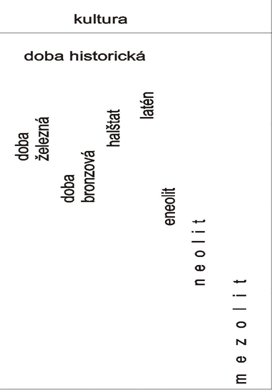 kultura
doba historická
doba
železná
doba
bronzová
halštat
latén
eneolit
neolit
mezolit